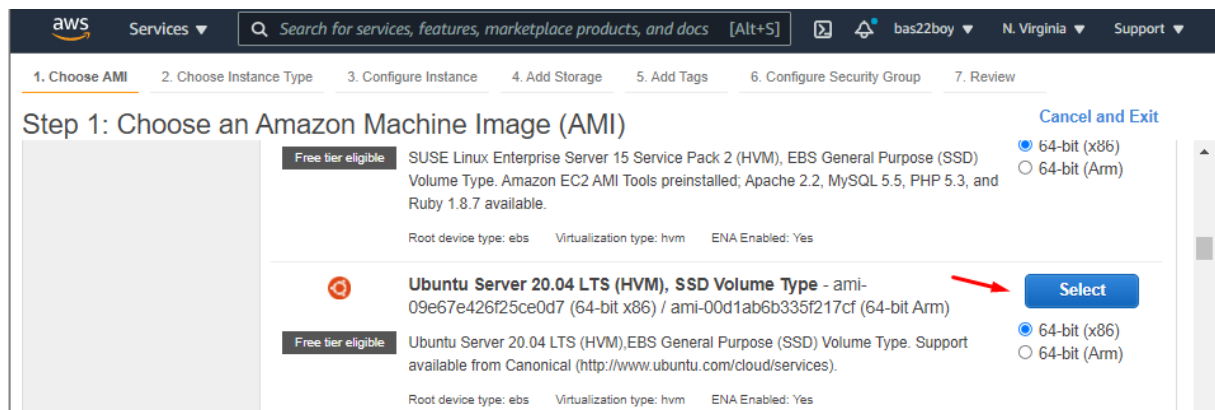 aws Services ▼ Search for services, features, marketplace products, and docs [Alt+S] bas22boy ▼ N. Virginia ▼ Support ▼
1. Choose AMI 2. Choose Instance Type 3. Configure Instance 4. Add Storage 5. Add Tags 6. Configure Security Group 7. Review
Step 1: Choose an Amazon Machine Image (AMI) Cancel and Exit
Free tier eligible
SUSE Linux Enterprise Server 15 Service Pack 2 (HVM), EBS General Purpose (SSD)
Volume Type. Amazon EC2 AMI Tools preinstalled; Apache 2.2, MySQL 5.5, PHP 5.3, and
Ruby 1.8.7 available.
64-bit (x86)
64-bit (Arm)
Root device type: ebs Virtualization type: hvm ENA Enabled: Yes
Ubuntu Server 20.04 LTS (HVM), SSD Volume Type - ami-
09e67e426f25ce0d7 (64-bit x86) / ami-00d1ab6b335f217cf (64-bit Arm)
Select
Free tier eligible
Ubuntu Server 20.04 LTS (HVM),EBS General Purpose (SSD) Volume Type. Support
available from Canonical (http://www.ubuntu.com/cloud/services).
64-bit (x86)
64-bit (Arm)
Root device type: ebs Virtualization type: hvm ENA Enabled: Yes